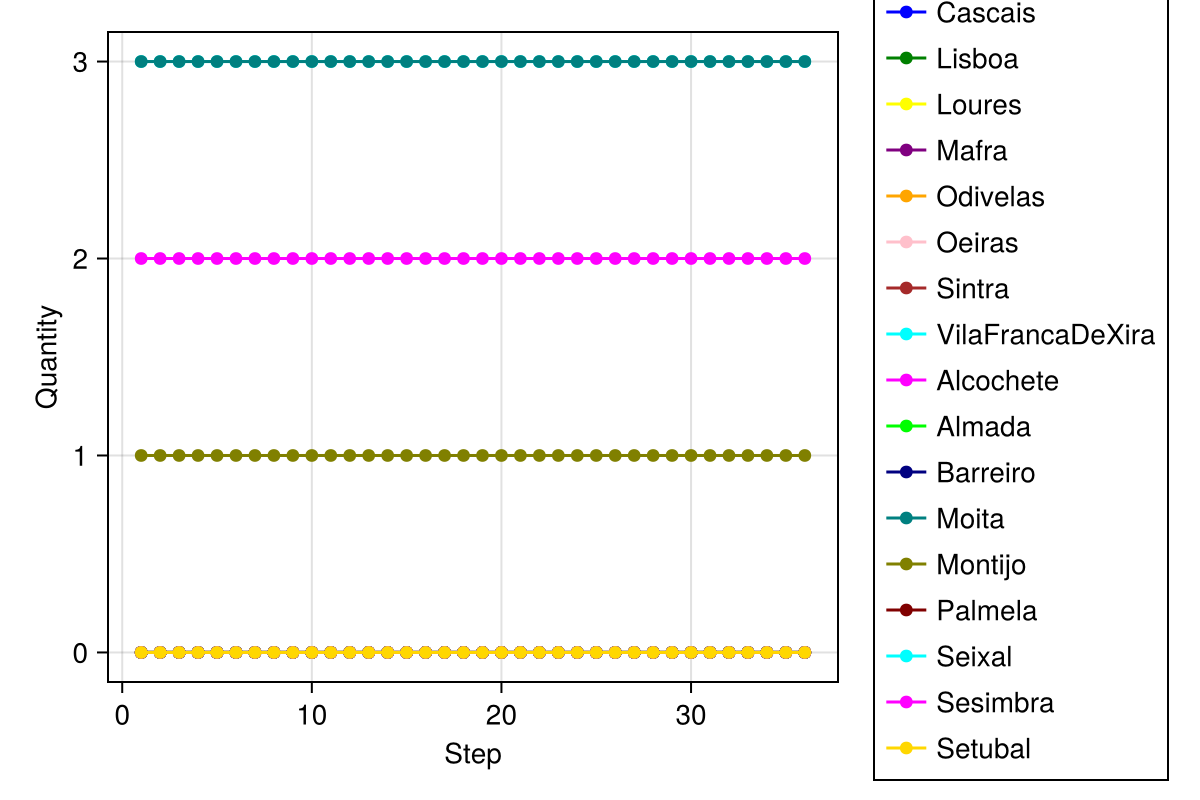 3
2
1
0
Quantity
0 10 20 30
Step
Cascais
Lisboa
Loures
Mafra
Odivelas
Oeiras
Sintra
VilaFrancaDeXira
Alcochete
Almada
Barreiro
Moita
Montijo
Palmela
Seixal
Sesimbra
Setubal